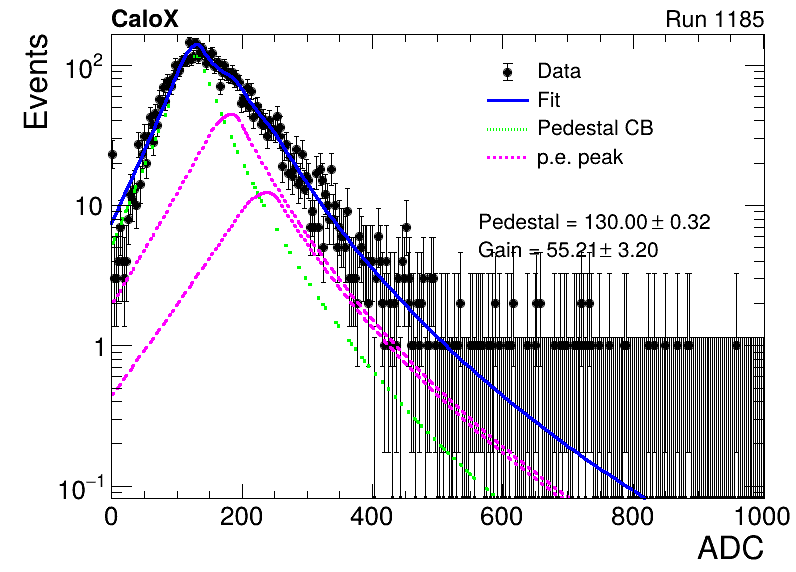 CaloX Run 1185
Events
Data
Fit
Pedestal CB
p.e. peak
Pedestal = 130.00 ± 0.32
Gain = 55.21 ± 3.20
10²
10
1
10⁻¹
0 200 400 600 800 1000
ADC